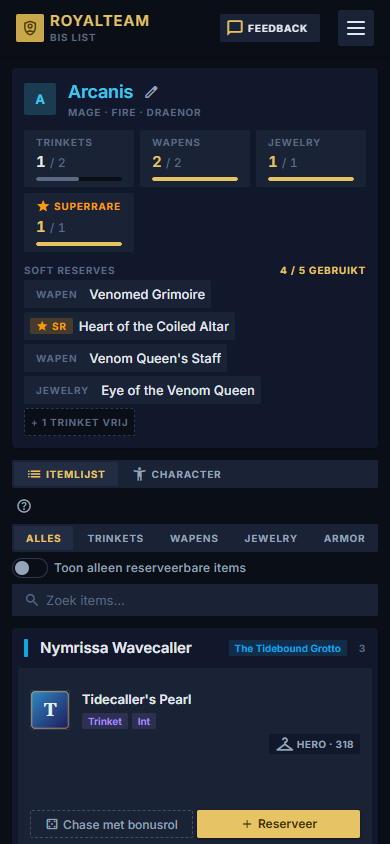 ROYALTEAM
BIS LIST
FEEDBACK
A
Arcanis
MAGE · FIRE · DRAENOR
TRINKETS
1 / 2
WAPENS
2 / 2
JEWELRY
1 / 1
SUPERRARE
1 / 1
SOFT RESERVES
4 / 5 GEBRUIKT
WAPEN Venomed Grimoire
SR Heart of the Coiled Altar
WAPEN Venom Queen's Staff
JEWELRY Eye of the Venom Queen
+ 1 TRINKET VRIJ
ITEMLIJST
CHARACTER
ALLES
TRINKETS
WAPENS
JEWELRY
ARMOR
Toon alleen reserveerbare items
Zoek items...
Nymrissa Wavecaller
The Tidebound Grotto
3
T
Tidecaller's Pearl
Trinket
Int
HERO · 318
Chase met bonusrol
+ Reserveer